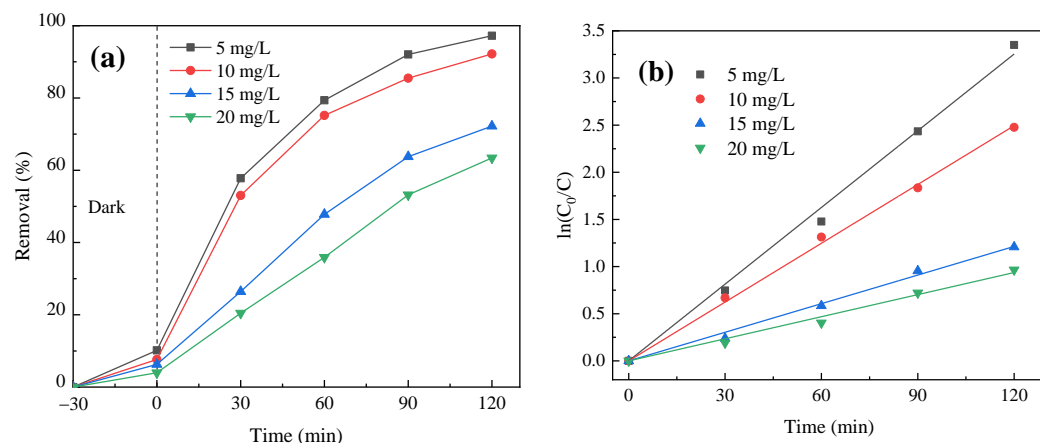 (a)
5 mg/L
10 mg/L
15 mg/L
20 mg/L
Dark
Removal (%)
100
80
60
40
20
0
−30 0 30 60 90 120
Time (min)
(b)
5 mg/L
10 mg/L
15 mg/L
20 mg/L
ln(C₀/C)
3.5
3.0
2.5
2.0
1.5
1.0
0.5
0.0
0 30 60 90 120
Time (min)